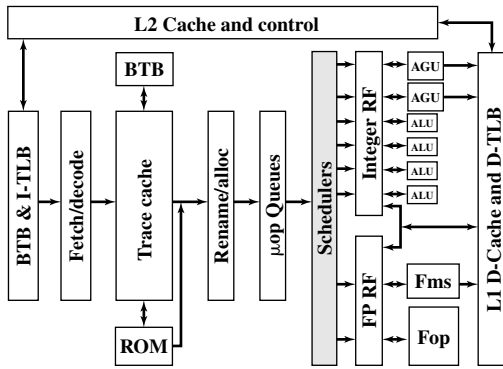 L2 Cache and control
BTB
BTB & I-TLB
Fetch/decode
Trace cache
ROM
Rename/alloc
μop Queues
Schedulers
Integer RF
FP RF
AGU
AGU
ALU
ALU
ALU
ALU
Fms
Fop
L1 D-Cache and D-TLB